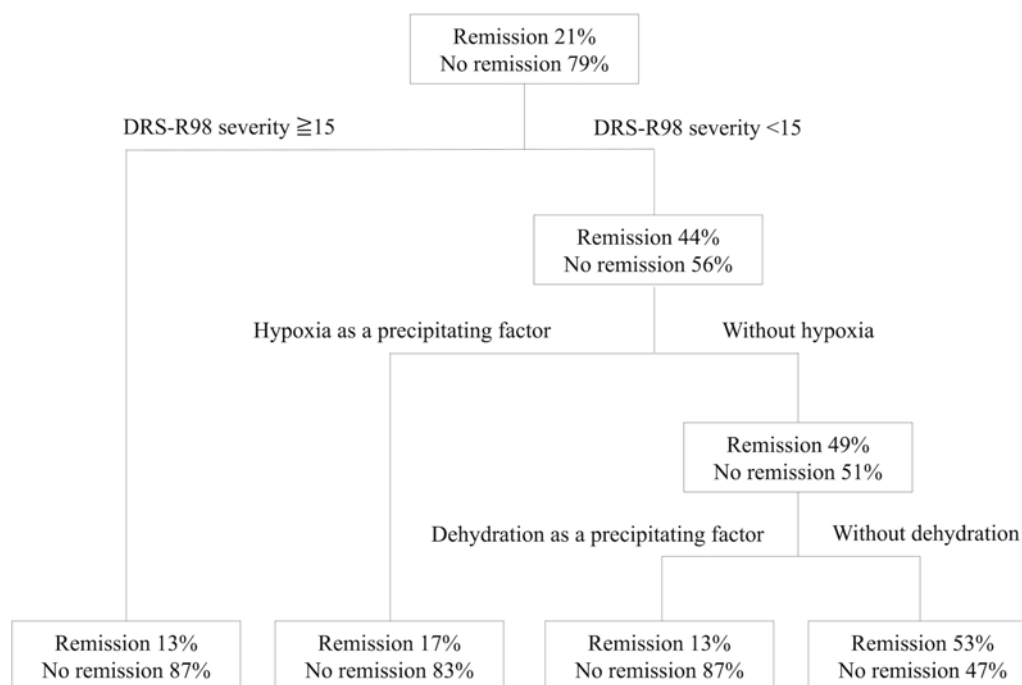 Remission 21%
No remission 79%
DRS-R98 severity ≧15
DRS-R98 severity <15
Remission 44%
No remission 56%
Hypoxia as a precipitating factor
Without hypoxia
Remission 49%
No remission 51%
Dehydration as a precipitating factor
Without dehydration
Remission 13%
No remission 87%
Remission 17%
No remission 83%
Remission 13%
No remission 87%
Remission 53%
No remission 47%